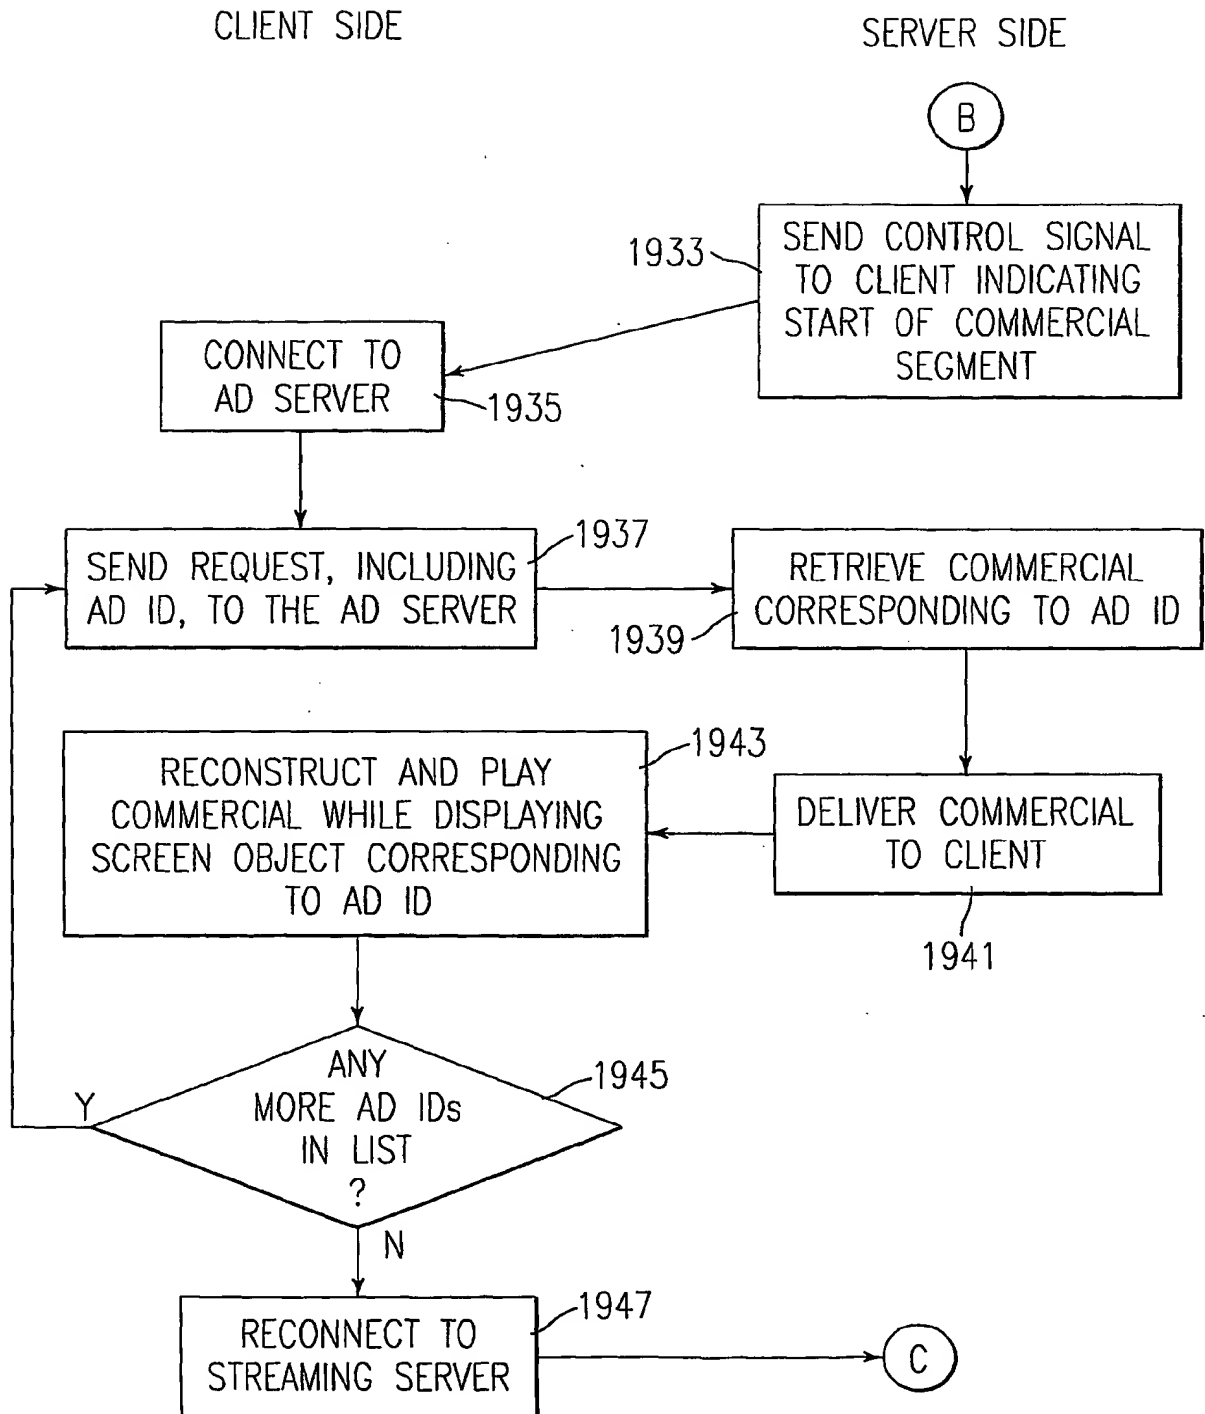 CLIENT SIDE
SERVER SIDE
B
SEND CONTROL SIGNAL
TO CLIENT INDICATING
START OF COMMERCIAL
SEGMENT
1933
CONNECT TO
AD SERVER
1935
SEND REQUEST, INCLUDING
AD ID, TO THE AD SERVER
1937
RETRIEVE COMMERCIAL
CORRESPONDING TO AD ID
1939
DELIVER COMMERCIAL
TO CLIENT
1941
RECONSTRUCT AND PLAY
COMMERCIAL WHILE DISPLAYING
SCREEN OBJECT CORRESPONDING
TO AD ID
1943
ANY
MORE AD IDs
IN LIST
?
1945
Y
N
RECONNECT TO
STREAMING SERVER
1947
C